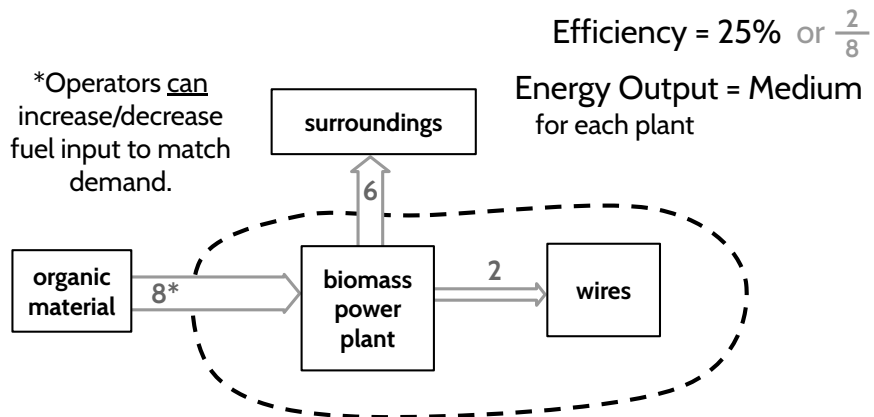 Efficiency = 25% or 2/8
*Operators can
increase/decrease
fuel input to match
demand.
Energy Output = Medium
for each plant
surroundings
6
organic
material
8*
biomass
power
plant
2
wires